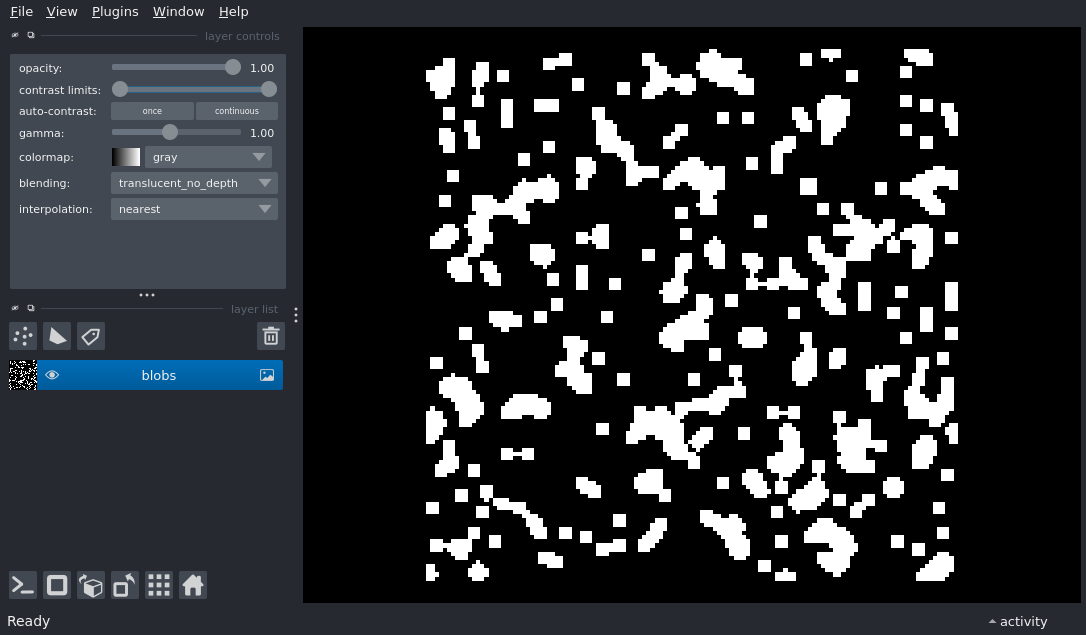 File View Plugins Window Help
layer controls
opacity: 1.00
contrast limits:
auto-contrast: once continuous
gamma: 1.00
colormap: gray
blending: translucent_no_depth
interpolation: nearest
layer list
blobs
Ready activity